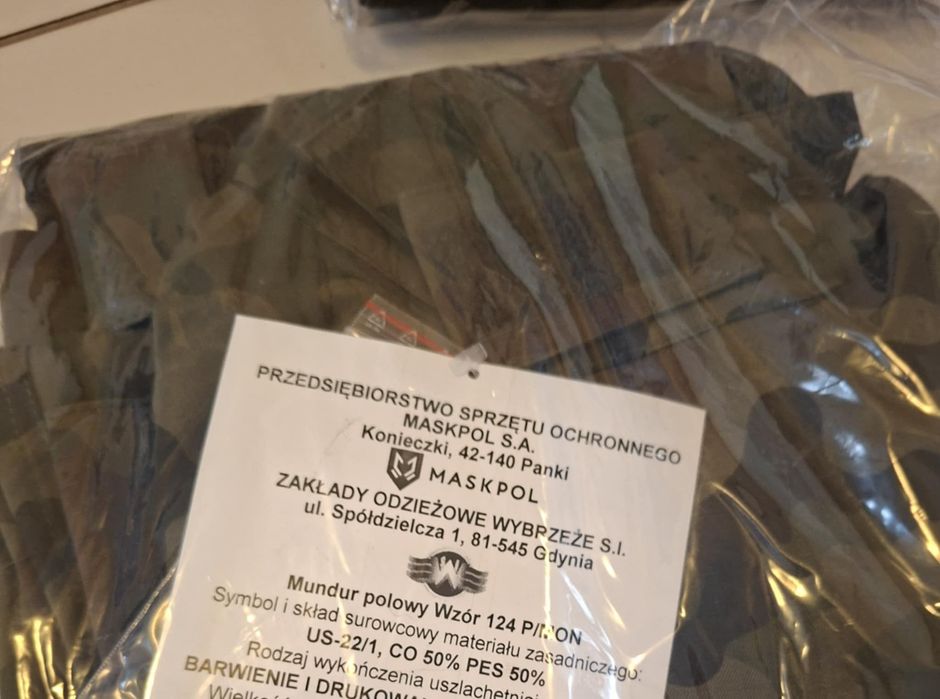 PRZEDSIĘBIORSTWO SPRZĘTU OCHRONNEGO
MASKPOL S.A.
Konieczki, 42-140 Panki
MASKPOL
ZAKŁADY ODZIEŻOWE WYBRZEŻE S.I.
ul. Spółdzielcza 1, 81-545 Gdynia
W
Mundur polowy Wzór 124 P/MON
Symbol i skład surowcowy materiału zasadniczego:
US-22/1, CO 50% PES 50%
Rodzaj wykończenia uszlachetni
BARWIENIE I DRUKOWA